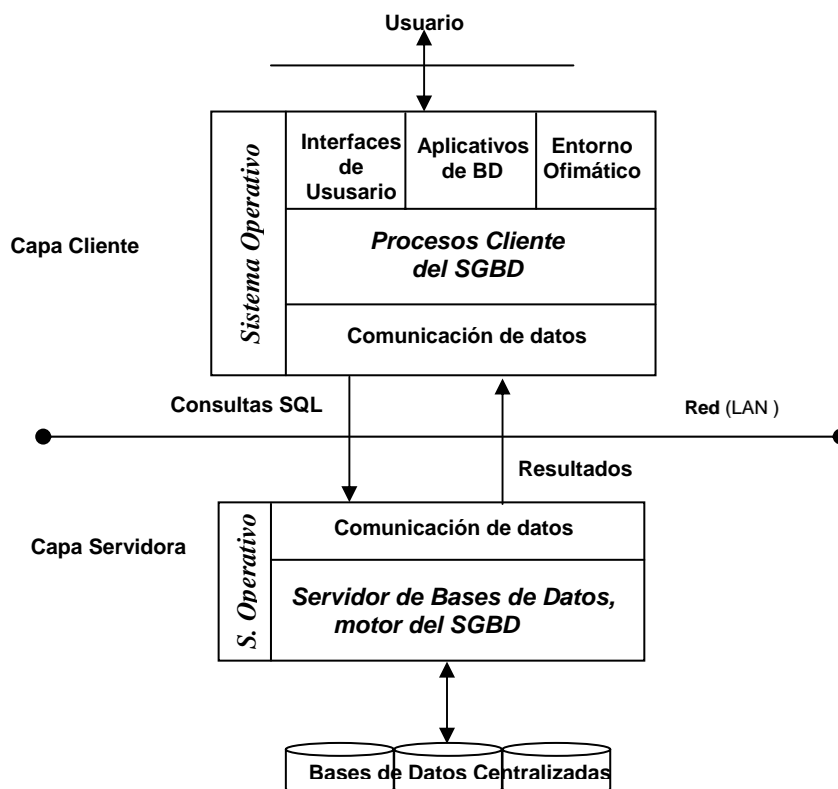 Usuario
Sistema Operativo
Interfaces
de
Ususario
Aplicativos
de BD
Entorno
Ofimático
Capa Cliente
Procesos Cliente
del SGBD
Comunicación de datos
Consultas SQL
Red (LAN )
Resultados
Capa Servidora
S. Operativo
Comunicación de datos
Servidor de Bases de Datos,
motor del SGBD
Bases de Datos Centralizadas